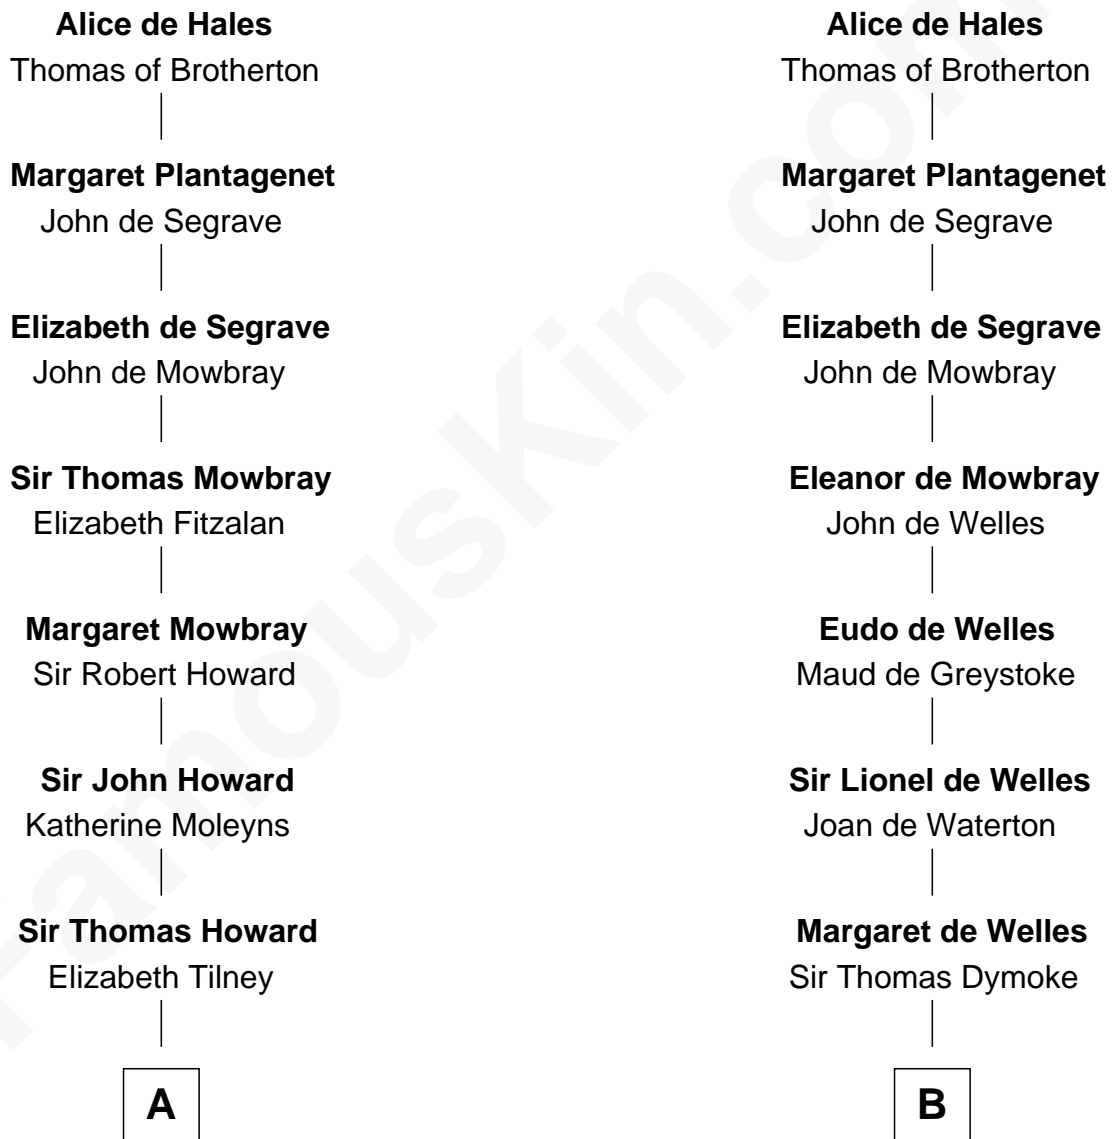 Alice de Hales
Thomas of Brotherton
Margaret Plantagenet
John de Segrave
Elizabeth de Segrave
John de Mowbray
Sir Thomas Mowbray
Elizabeth Fitzalan
Margaret Mowbray
Sir Robert Howard
Sir John Howard
Katherine Moleyns
Sir Thomas Howard
Elizabeth Tilney
A
Alice de Hales
Thomas of Brotherton
Margaret Plantagenet
John de Segrave
Elizabeth de Segrave
John de Mowbray
Eleanor de Mowbray
John de Welles
Eudo de Welles
Maud de Greystoke
Sir Lionel de Welles
Joan de Waterton
Margaret de Welles
Sir Thomas Dymoke
B
FamousKin.com